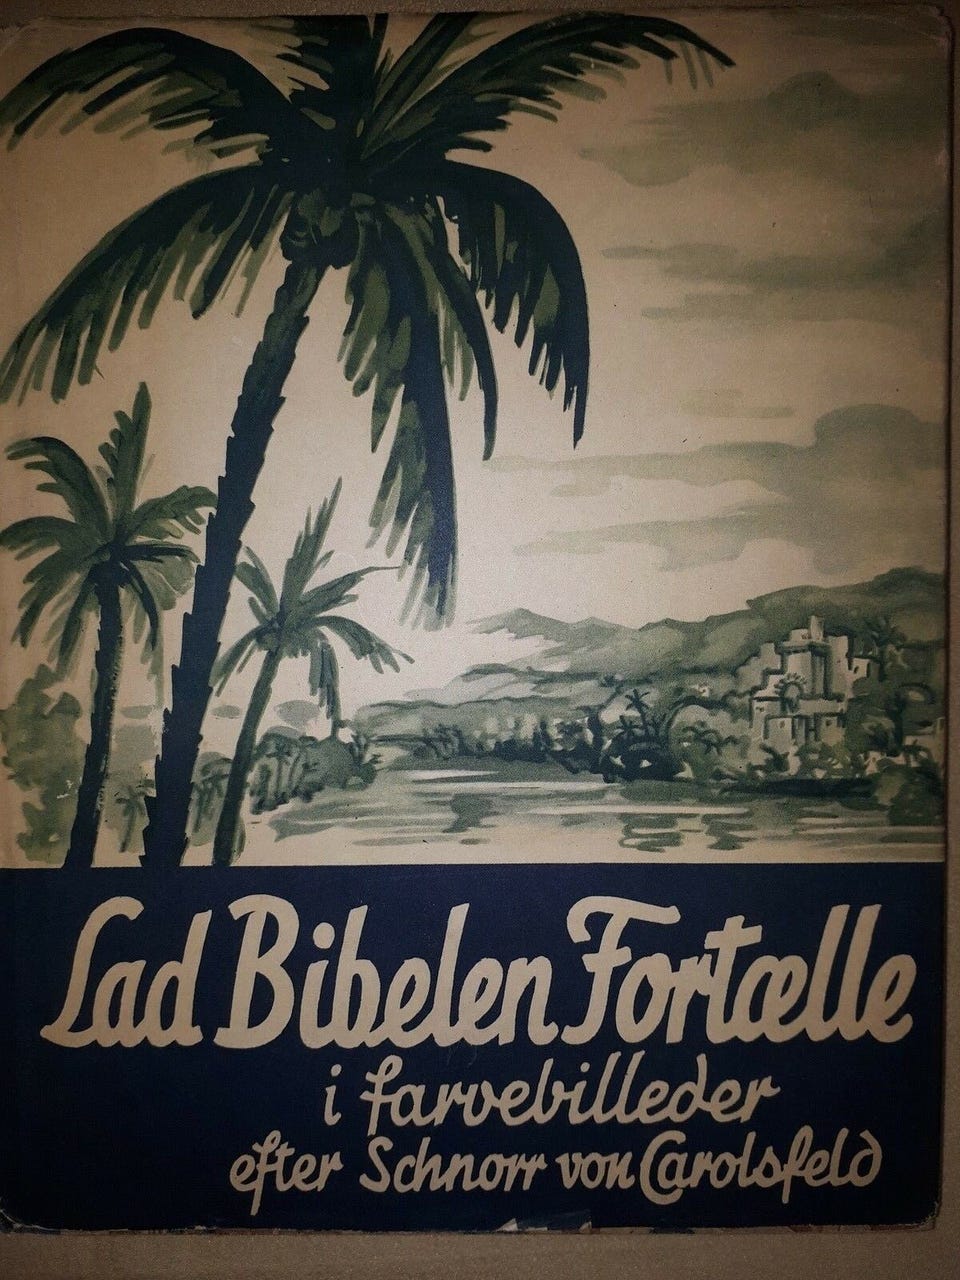 Lad Bibelen Fortælle
i farvebilleder
efter Schnorr von Carolsfeld